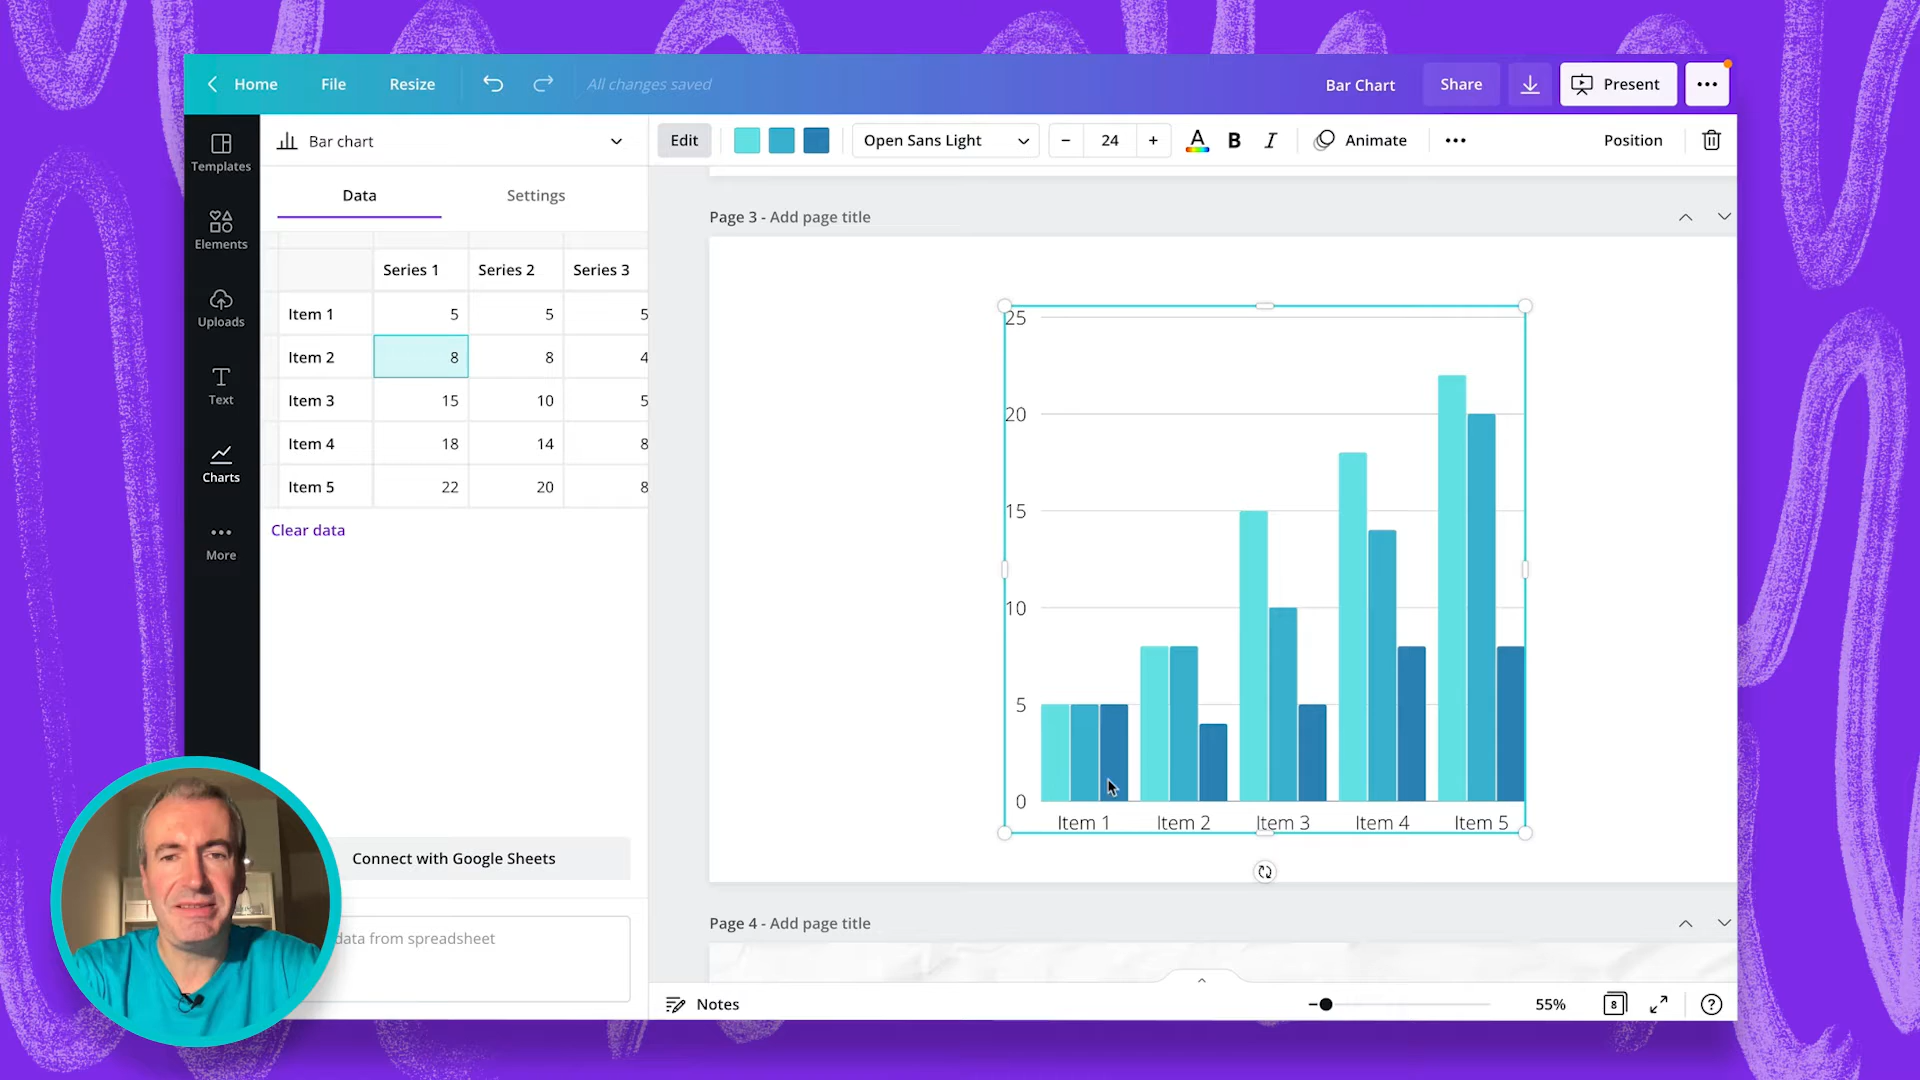 Home File Resize All changes saved Bar Chart Share Present
Templates
Elements
Uploads
Text
Charts
More
Bar chart
Data Settings
Series 1 Series 2 Series 3
Item 1 5 5 5
Item 2 8 8 4
Item 3 15 10 5
Item 4 18 14 8
Item 5 22 20 8
Clear data
Connect with Google Sheets
data from spreadsheet
Edit Open Sans Light – 24 + A B I Animate Position
Page 3 - Add page title
25
20
15
10
5
0
Item 1 Item 2 Item 3 Item 4 Item 5
Page 4 - Add page title
Notes 55% 8 ?